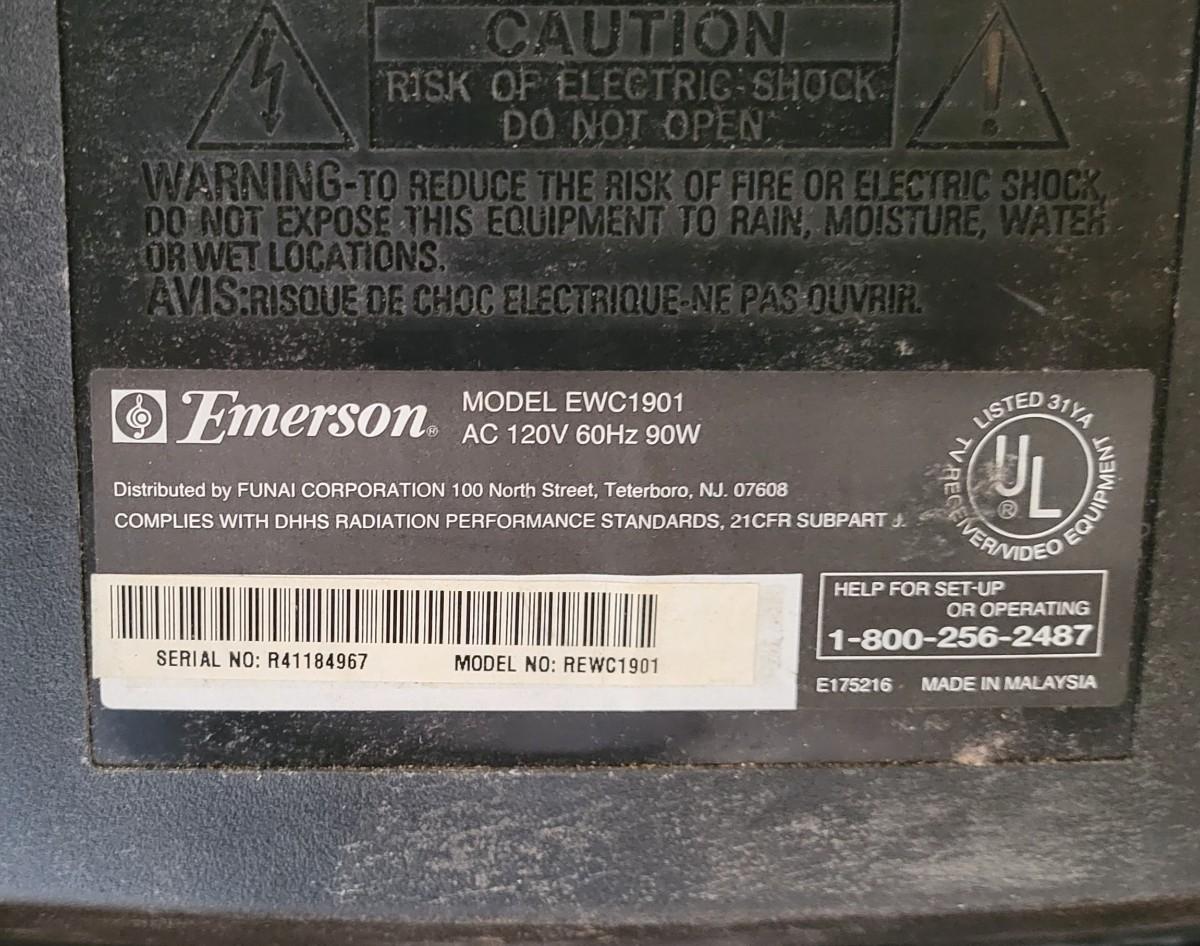 CAUTION
RISK OF ELECTRIC SHOCK
DO NOT OPEN
WARNING-TO REDUCE THE RISK OF FIRE OR ELECTRIC SHOCK,
DO NOT EXPOSE THIS EQUIPMENT TO RAIN, MOISTURE, WATER
OR WET LOCATIONS.
AVIS:RISQUE DE CHOC ELECTRIQUE-NE PAS OUVRIR.
Emerson®
MODEL EWC1901
AC 120V 60Hz 90W
Distributed by FUNAI CORPORATION 100 North Street, Teterboro, NJ. 07608
COMPLIES WITH DHHS RADIATION PERFORMANCE STANDARDS, 21CFR SUBPART J.
LISTED 31YA
UL®
TV RECEIVER/VIDEO EQUIPMENT
SERIAL NO: R41184967 MODEL NO: REWC1901
HELP FOR SET-UP
OR OPERATING
1-800-256-2487
E175216 MADE IN MALAYSIA